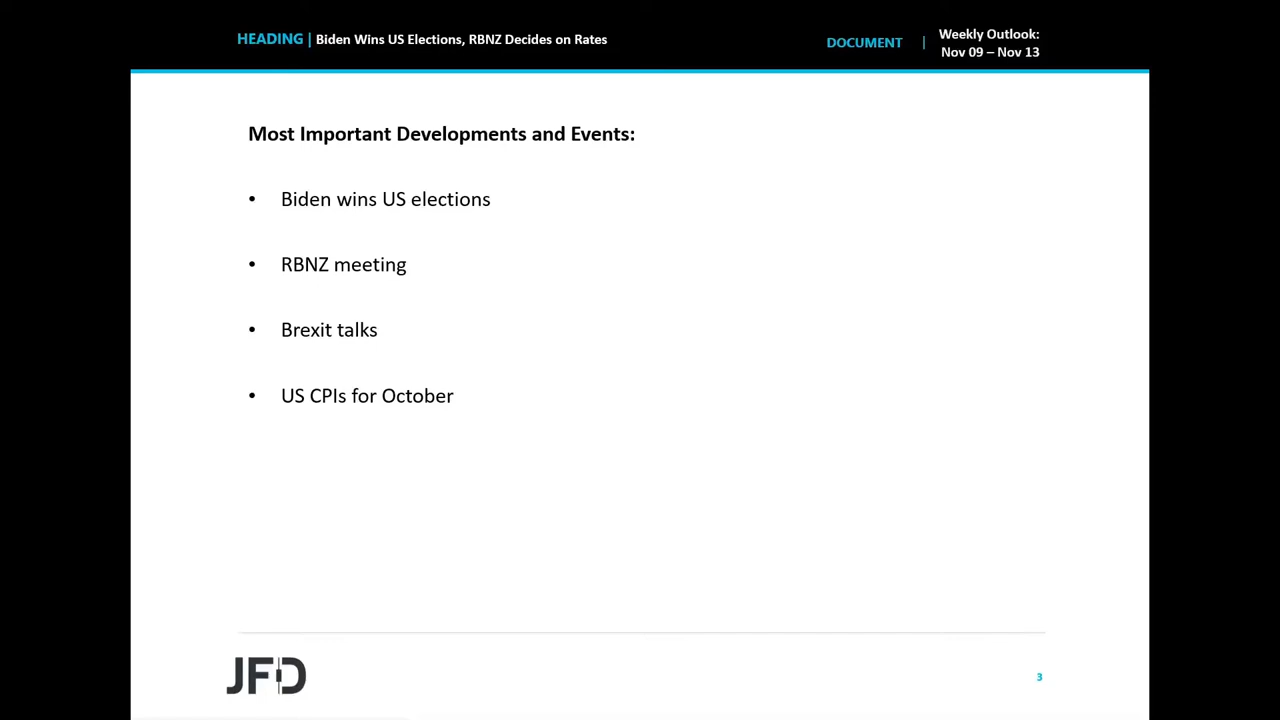 HEADING | Biden Wins US Elections, RBNZ Decides on Rates
DOCUMENT | Weekly Outlook:
Nov 09 – Nov 13
Most Important Developments and Events:
• Biden wins US elections
• RBNZ meeting
• Brexit talks
• US CPIs for October
JFD
3